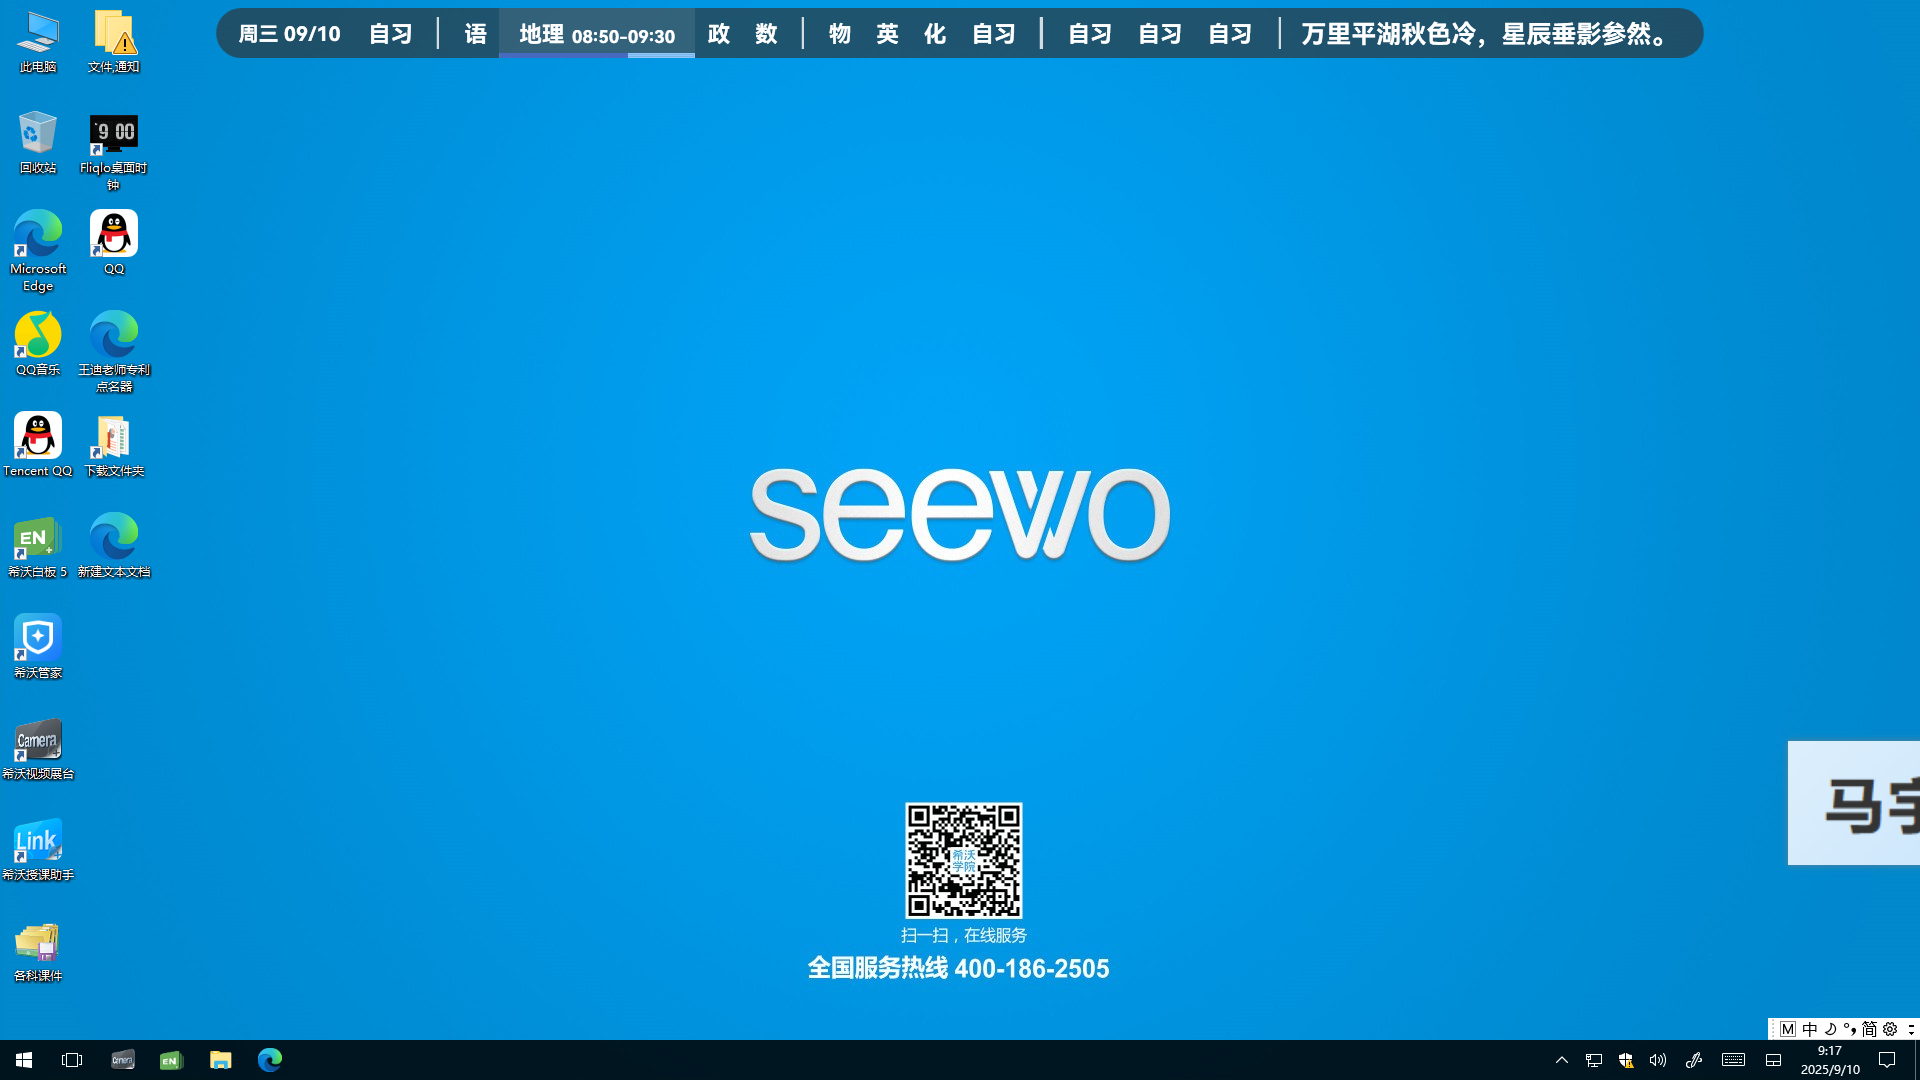 周三 09/10 自习 语 地理 08:50-09:30 政 数 物 英 化 自习 自习 自习 自习 万里平湖秋色冷，星辰垂影参然。
此电脑
文件,通知
回收站
9 00
Fliqlo桌面时
钟
Microsoft
Edge
QQ
QQ音乐
王迪老师专利
点名器
Tencent QQ
下载文件夹
EN
希沃白板 5
新建文本文档
希沃管家
Camera
希沃视频展台
Link
希沃授课助手
各科课件
seewo
希沃
学院
扫一扫，在线服务
全国服务热线 400-186-2505
马宇
M 中 简
Camera
EN
9:17
2025/9/10